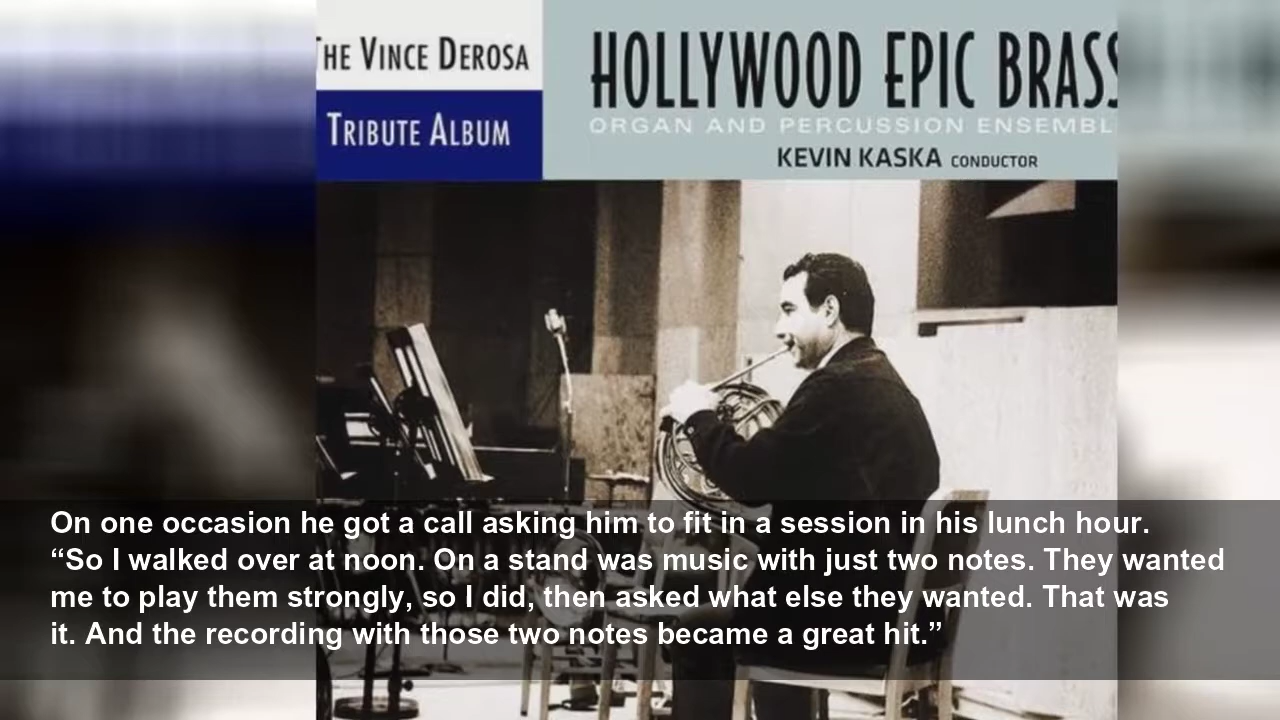 THE VINCE DEROSA
TRIBUTE ALBUM
HOLLYWOOD EPIC BRASS
ORGAN AND PERCUSSION ENSEMBL
KEVIN KASKA CONDUCTOR
On one occasion he got a call asking him to fit in a session in his lunch hour.
“So I walked over at noon. On a stand was music with just two notes. They wanted
me to play them strongly, so I did, then asked what else they wanted. That was
it. And the recording with those two notes became a great hit.”